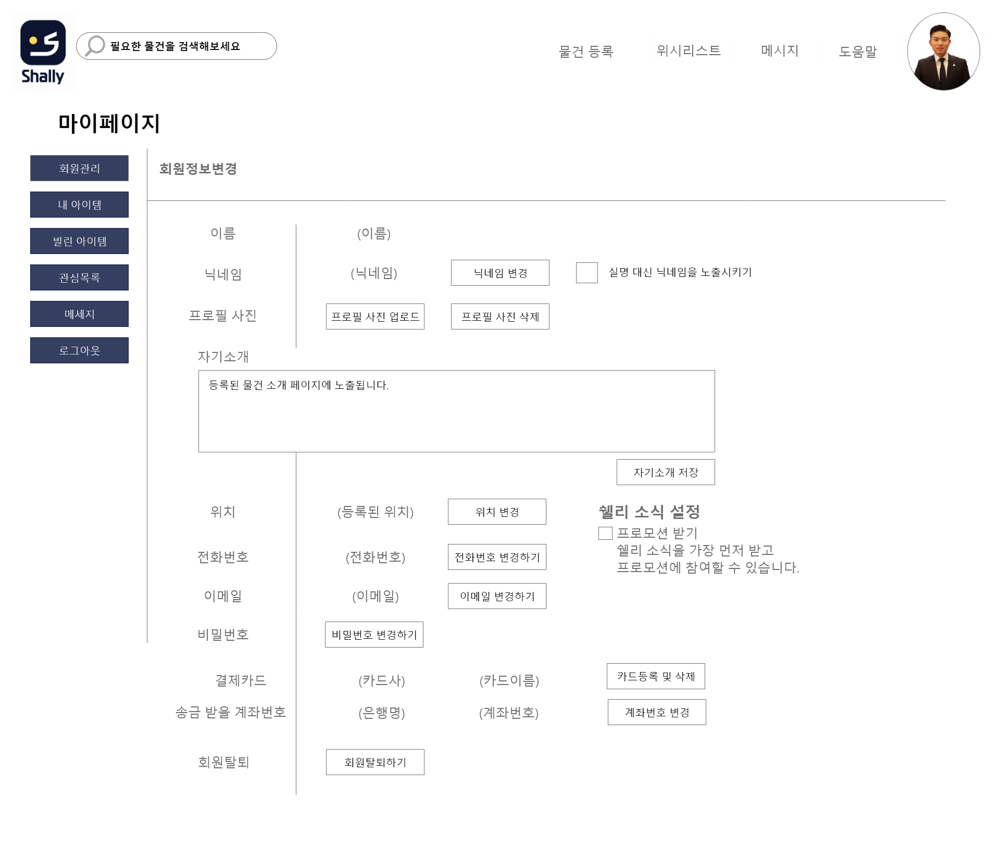 Shally
필요한 물건을 검색해보세요
물건 등록
위시리스트
메시지
도움말
마이페이지
회원관리
내 아이템
빌린 아이템
관심목록
메세지
로그아웃
회원정보변경
이름
(이름)
닉네임
(닉네임)
닉네임 변경
실명 대신 닉네임을 노출시키기
프로필 사진
프로필 사진 업로드
프로필 사진 삭제
자기소개
등록된 물건 소개 페이지에 노출됩니다.
자기소개 저장
위치
(등록된 위치)
위치 변경
전화번호
(전화번호)
전화번호 변경하기
이메일
(이메일)
이메일 변경하기
쉘리 소식 설정
프로모션 받기
쉘리 소식을 가장 먼저 받고
프로모션에 참여할 수 있습니다.
비밀번호
비밀번호 변경하기
결제카드
(카드사)
(카드이름)
카드등록 및 삭제
송금 받을 계좌번호
(은행명)
(계좌번호)
계좌번호 변경
회원탈퇴
회원탈퇴하기